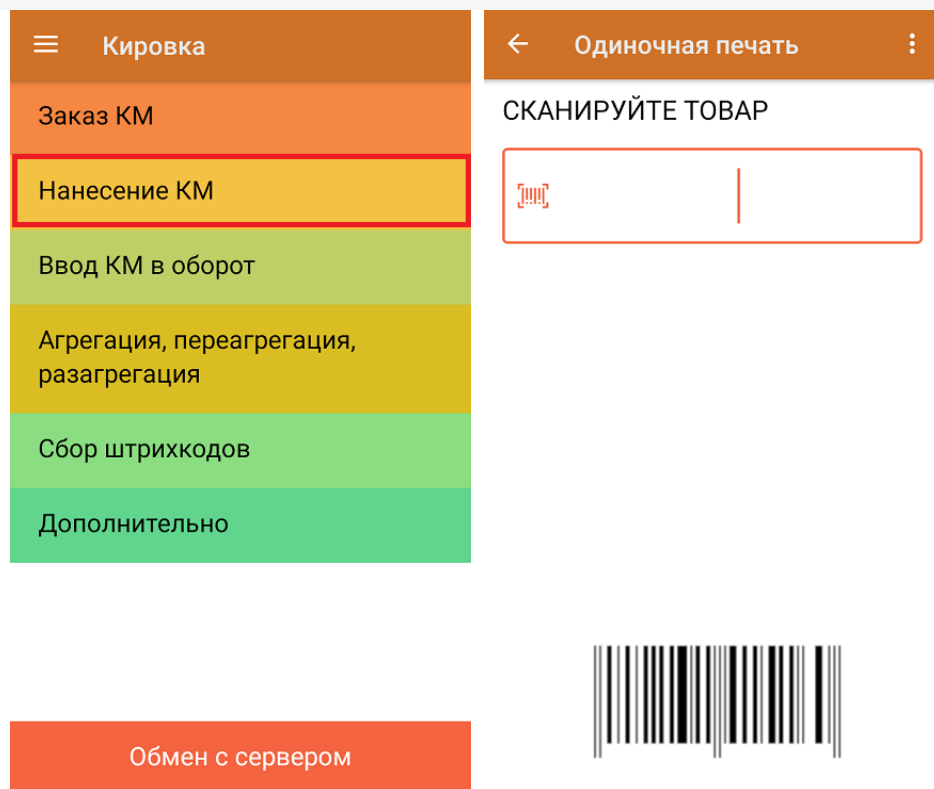 Кировка
Заказ КМ
Нанесение КМ
Ввод КМ в оборот
Агрегация, переагрегация,
разагрегация
Сбор штрихкодов
Дополнительно
Обмен с сервером
Одиночная печать
СКАНИРУЙТЕ ТОВАР